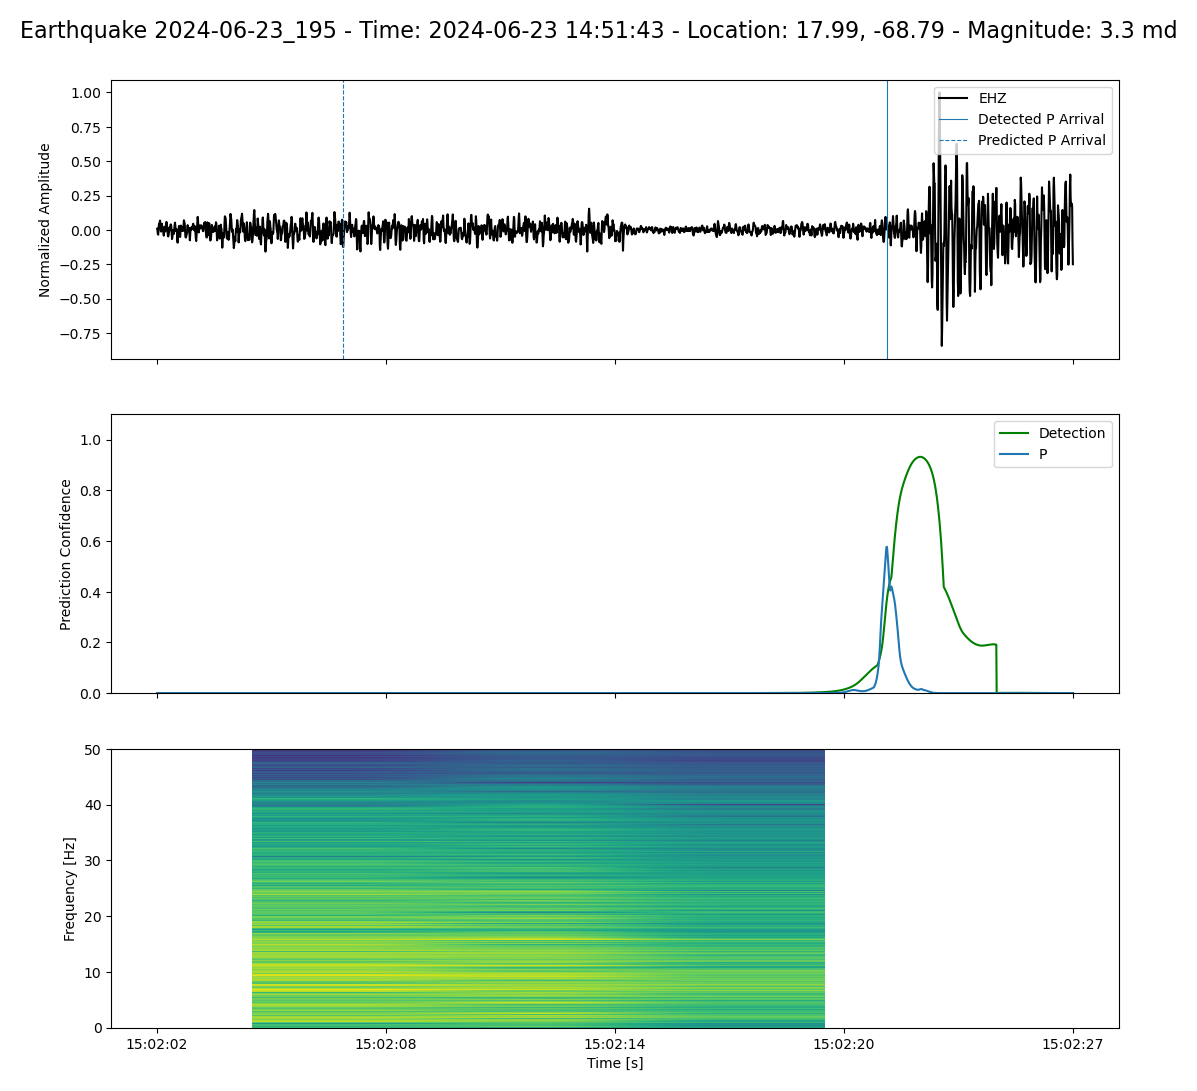 Earthquake 2024-06-23_195 - Time: 2024-06-23 14:51:43 - Location: 17.99, -68.79 - Magnitude: 3.3 md
1.00
0.75
0.50
0.25
0.00
−0.25
−0.50
−0.75
Normalized Amplitude
EHZ
Detected P Arrival
Predicted P Arrival
1.0
0.8
0.6
0.4
0.2
0.0
Prediction Confidence
Detection
P
50
40
30
20
10
0
Frequency [Hz]
15:02:02 15:02:08 15:02:14 15:02:20 15:02:27
Time [s]